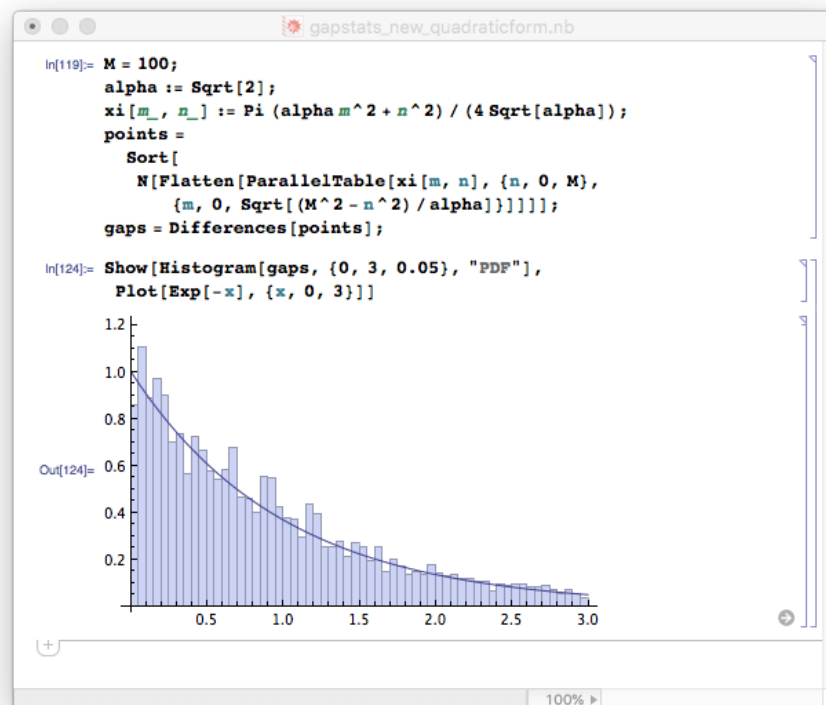 gapstats_new_quadraticform.nb
In[119]:= M = 100;
alpha := Sqrt[2];
xi[m_, n_] := Pi (alpha m^2 + n^2) / (4 Sqrt[alpha]);
points =
Sort[
N[Flatten[ParallelTable[xi[m, n], {n, 0, M},
{m, 0, Sqrt[(M^2 - n^2) / alpha]}]]]];
gaps = Differences[points];
In[124]:= Show[Histogram[gaps, {0, 3, 0.05}, "PDF"],
Plot[Exp[-x], {x, 0, 3}]]
1.2
1.0
0.8
Out[124]= 0.6
0.4
0.2
0.5 1.0 1.5 2.0 2.5 3.0
100%